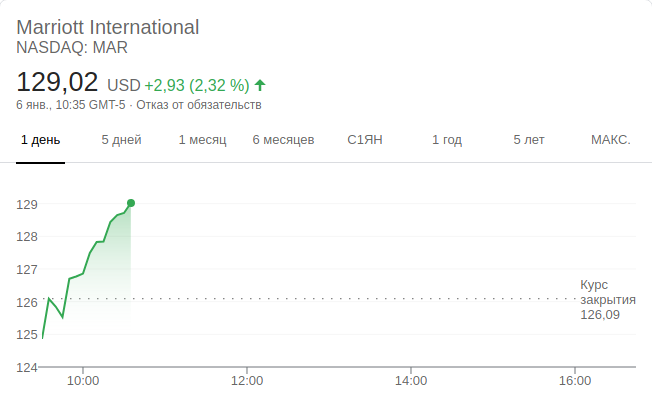 Marriott International
NASDAQ: MAR
129,02 USD +2,93 (2,32 %)
6 янв., 10:35 GMT-5 · Отказ от обязательств
1 день 5 дней 1 месяц 6 месяцев С1ЯН 1 год 5 лет МАКС.
129
128
127
126
125
124
Курс
закрытия
126,09
10:00 12:00 14:00 16:00